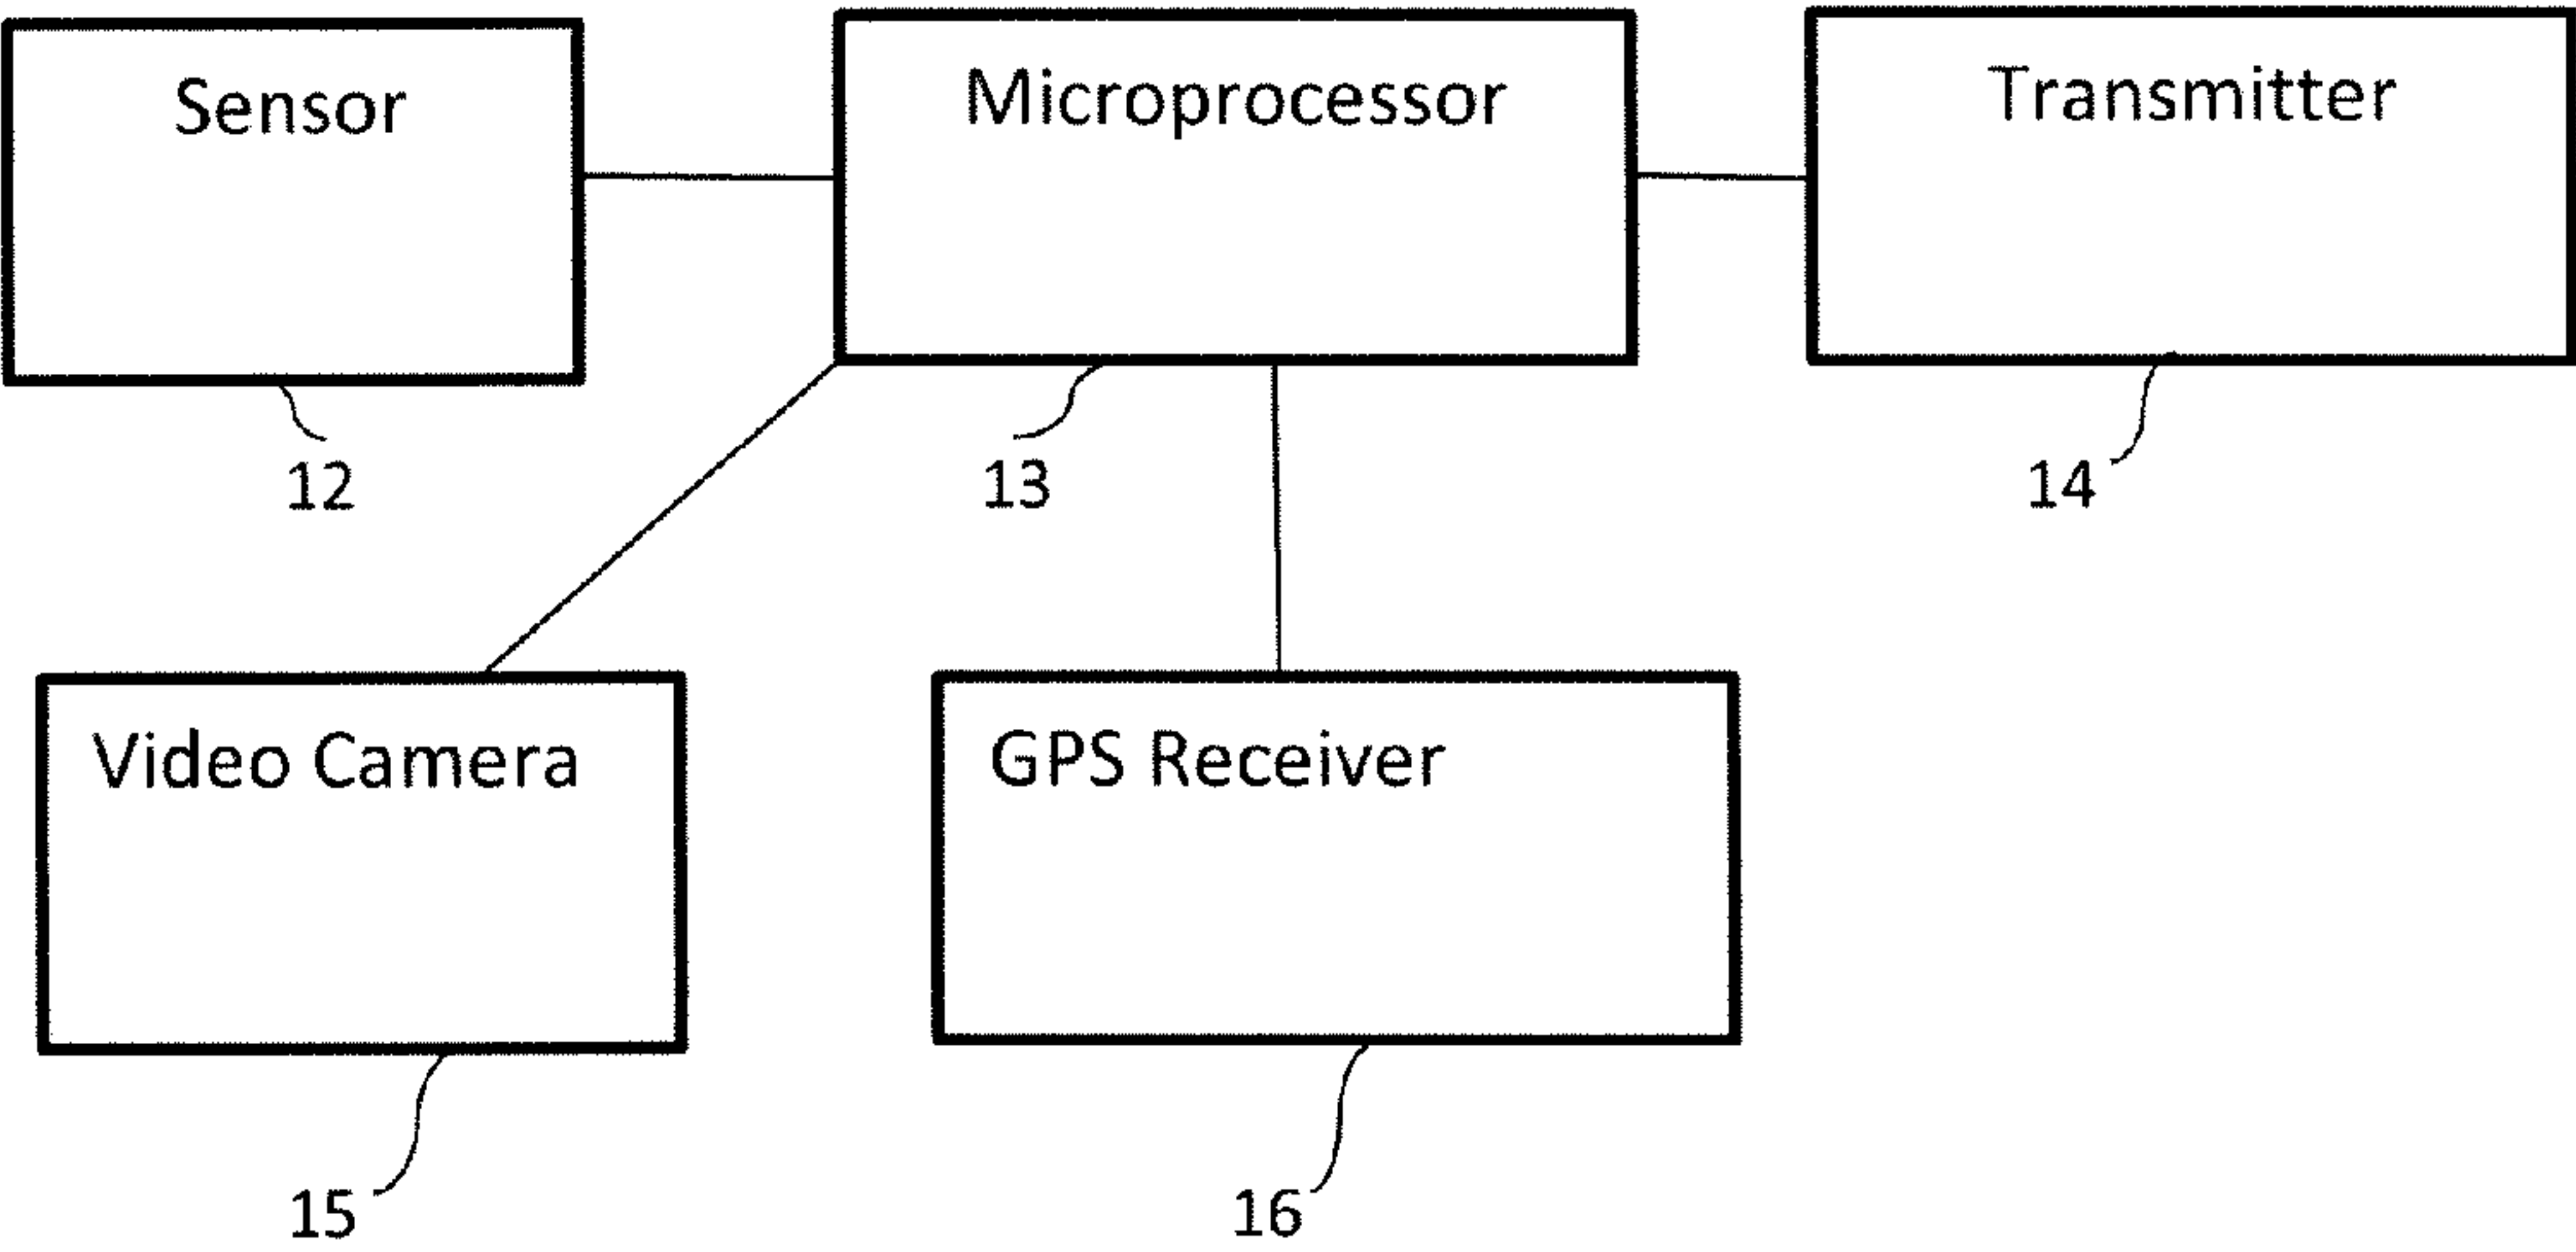 Sensor
Microprocessor
Transmitter
12
13
14
Video Camera
GPS Receiver
15
16